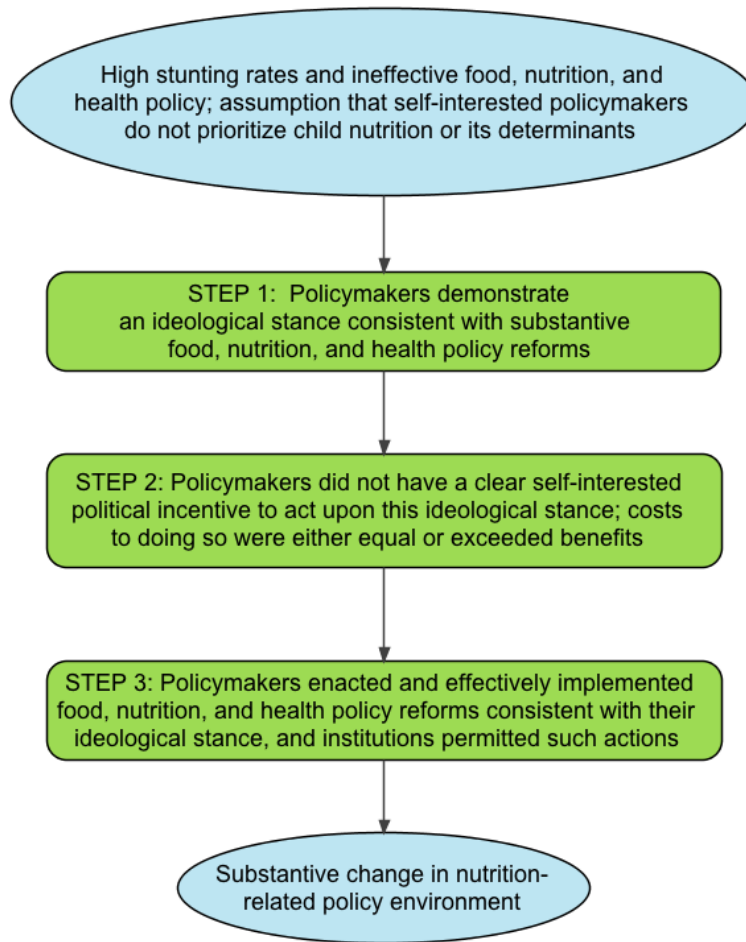 High stunting rates and ineffective food, nutrition, and
health policy; assumption that self-interested policymakers
do not prioritize child nutrition or its determinants
STEP 1:  Policymakers demonstrate
an ideological stance consistent with substantive
food, nutrition, and health policy reforms
STEP 2: Policymakers did not have a clear self-interested
political incentive to act upon this ideological stance; costs
to doing so were either equal or exceeded benefits
STEP 3: Policymakers enacted and effectively implemented
food, nutrition, and health policy reforms consistent with their
ideological stance, and institutions permitted such actions
Substantive change in nutrition-
related policy environment